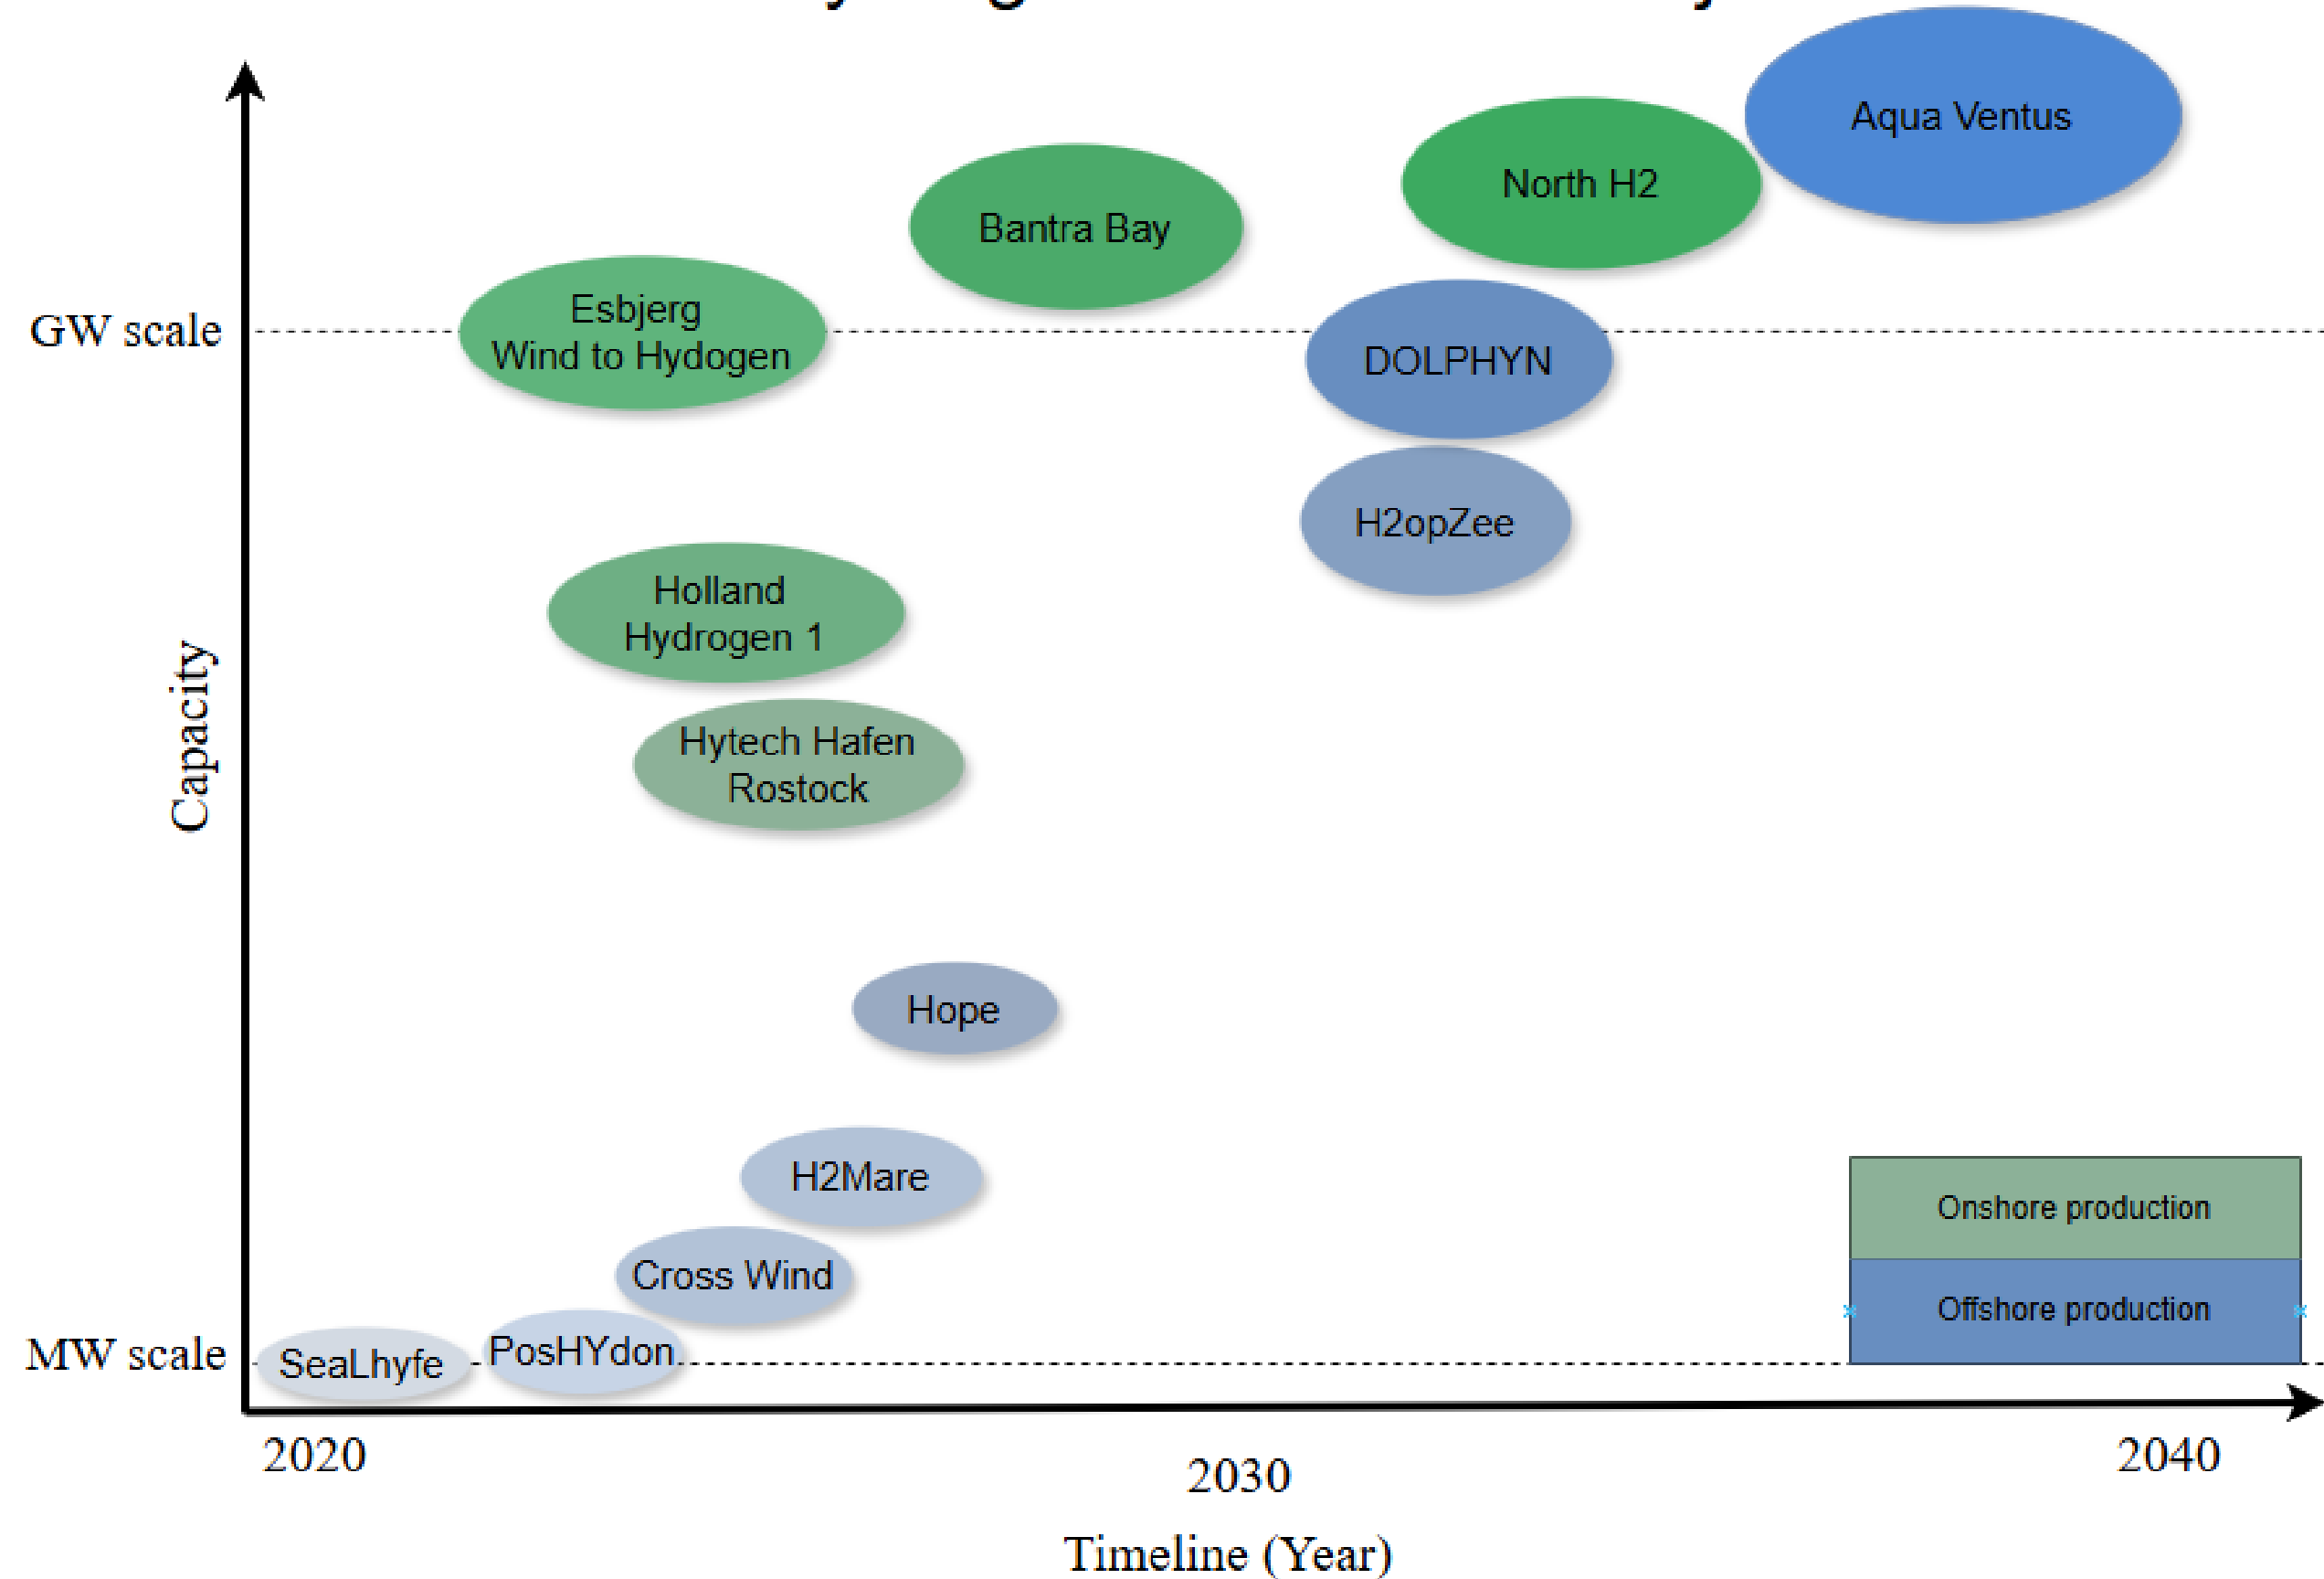 Aqua Ventus
North H2
Bantra Bay
Esbjerg
Wind to Hydogen
GW scale
DOLPHYN
H2opZee
Holland
Hydrogen 1
Hytech Hafen
Rostock
Capacity
Hope
H2Mare
Onshore production
Cross Wind
Offshore production
MW scale
SeaLhyfe
PosHYdon
2020
2030
2040
Timeline (Year)